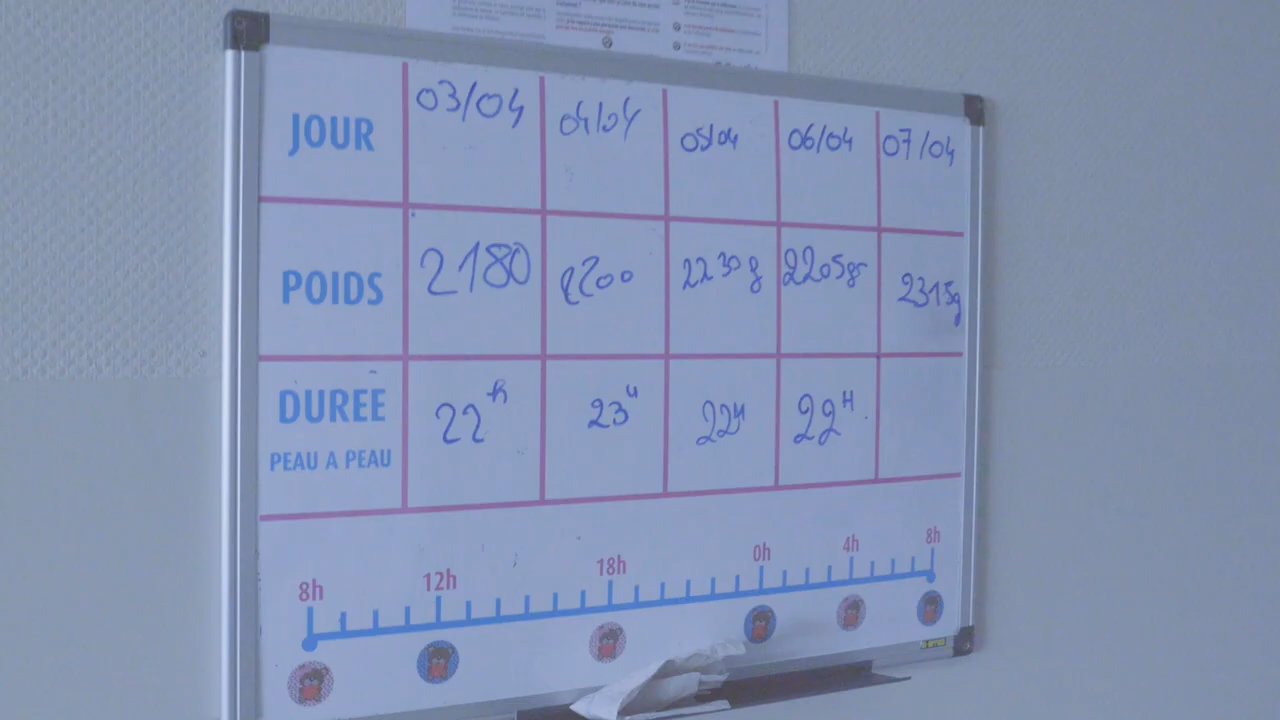 JOUR 03/04 04/04 05/04 06/04 07/04
POIDS 2180 2200 2230g 2205gr 2315g
DURÉE 22h 23H 22H 22H
PEAU A PEAU
8h 12h 18h 0h 4h 8h